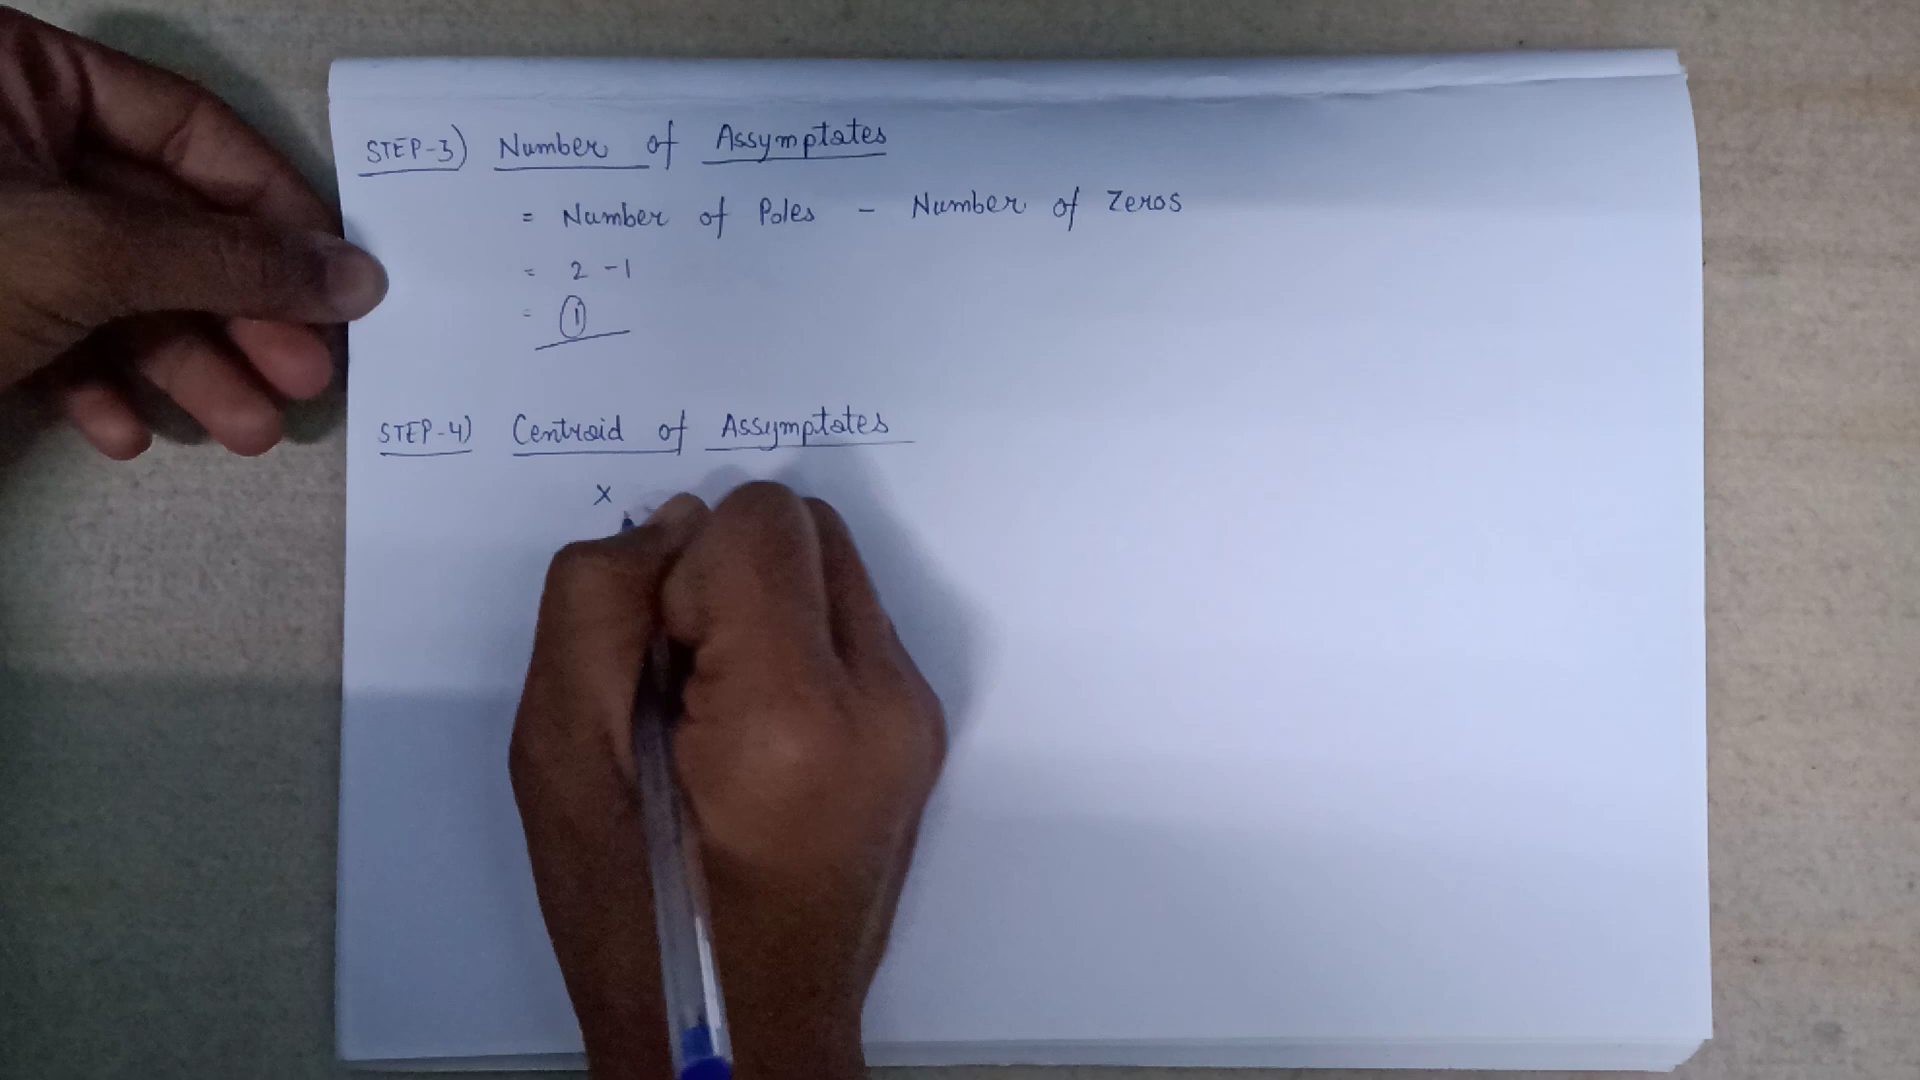 STEP-3) Number of Assymptotes
= Number of Poles - Number of Zeros
= 2 -1
= 1
STEP-4) Centroid of Assymptotes
X